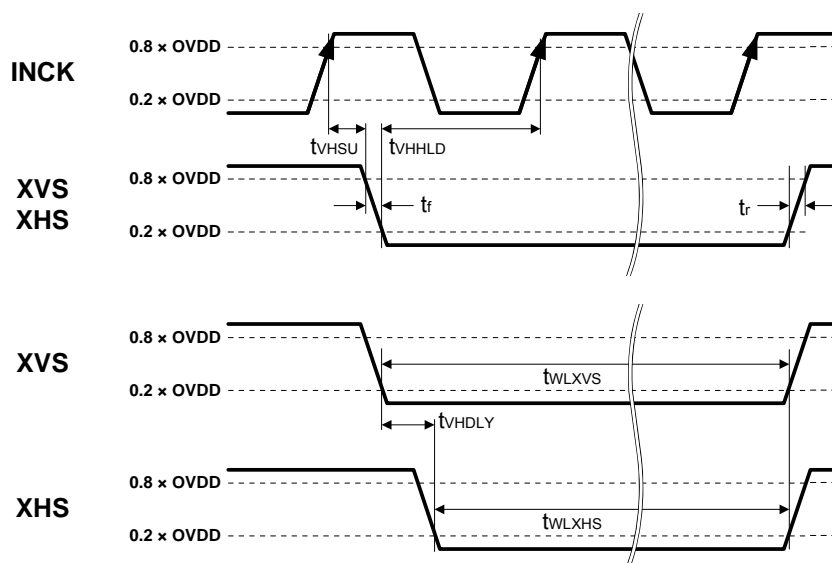 0.8 × OVDD
INCK
0.2 × OVDD
tVHSU
tVHHLD
0.8 × OVDD
XVS
XHS
tf
tr
0.2 × OVDD
0.8 × OVDD
XVS
tWLXVS
0.2 × OVDD
tVHDLY
0.8 × OVDD
XHS
tWLXHS
0.2 × OVDD